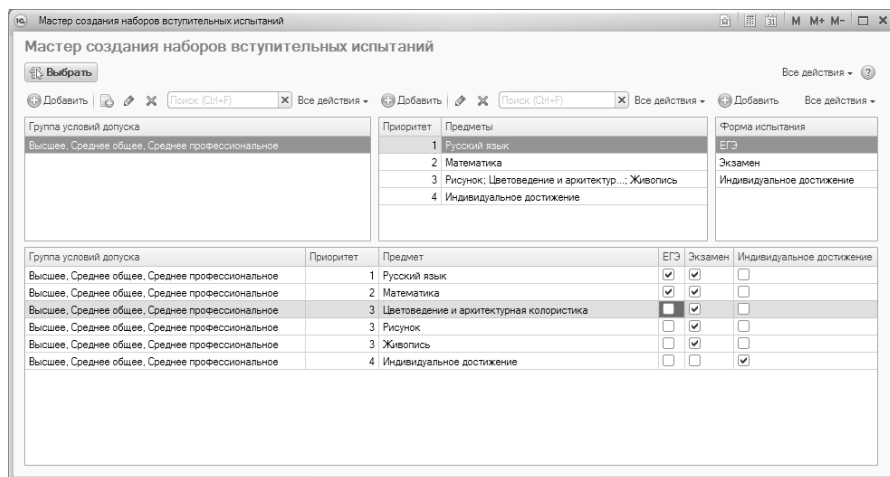 1С Мастер создания наборов вступительных испытаний 31 M M+ M-
Мастер создания наборов вступительных испытаний
Выбрать Все действия ?
Добавить Поиск (Ctrl+F) Все действия Добавить Поиск (Ctrl+F) Все действия Добавить Все действия
Группа условий допуска Приоритет Предметы Форма испытания
Высшее, Среднее общее, Среднее профессиональное 1 Русский язык ЕГЭ
2 Математика Экзамен
3 Рисунок; Цветоведение и архитектур...; Живопись Индивидуальное достижение
4 Индивидуальное достижение
Группа условий допуска Приоритет Предмет ЕГЭ Экзамен Индивидуальное достижение
Высшее, Среднее общее, Среднее профессиональное 1 Русский язык
Высшее, Среднее общее, Среднее профессиональное 2 Математика
Высшее, Среднее общее, Среднее профессиональное 3 Цветоведение и архитектурная колористика
Высшее, Среднее общее, Среднее профессиональное 3 Рисунок
Высшее, Среднее общее, Среднее профессиональное 3 Живопись
Высшее, Среднее общее, Среднее профессиональное 4 Индивидуальное достижение